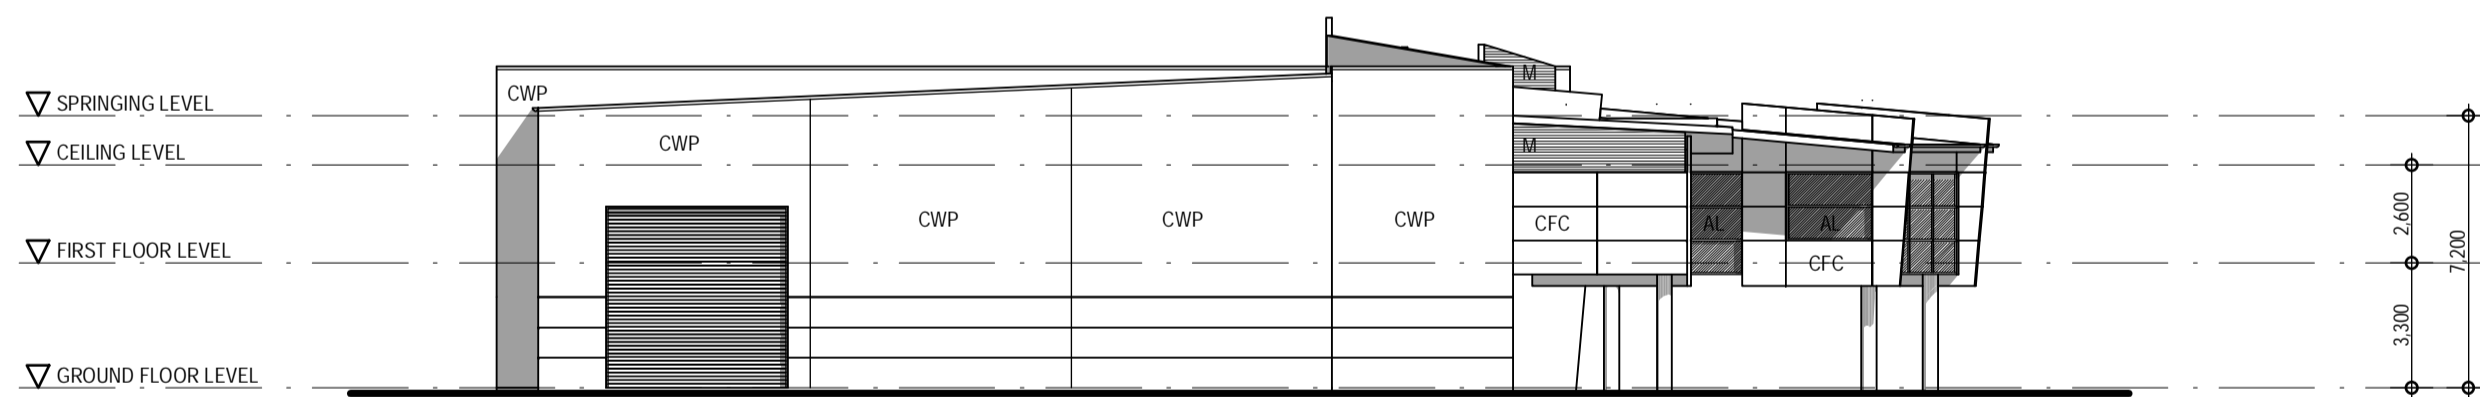 SPRINGING LEVEL
CEILING LEVEL
FIRST FLOOR LEVEL
GROUND FLOOR LEVEL
CWP
CWP
CWP
CWP
CWP
M
M
CFC
AL
AL
CFC
2,600
7,200
3,300